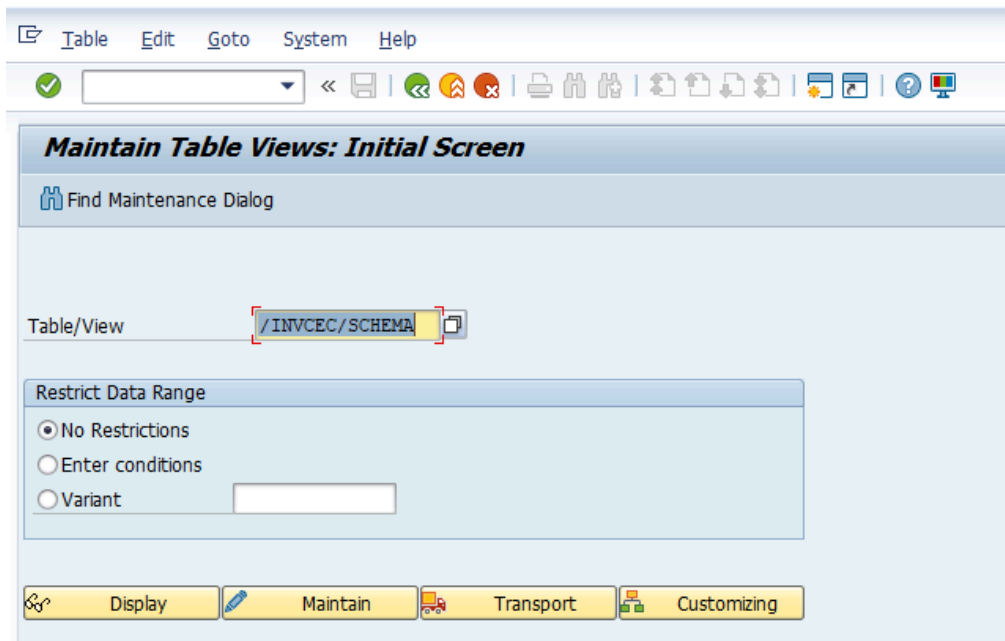 Table Edit Goto System Help
Maintain Table Views: Initial Screen
Find Maintenance Dialog
Table/View /INVCEC/SCHEMA
Restrict Data Range
No Restrictions
Enter conditions
Variant
Display Maintain Transport Customizing